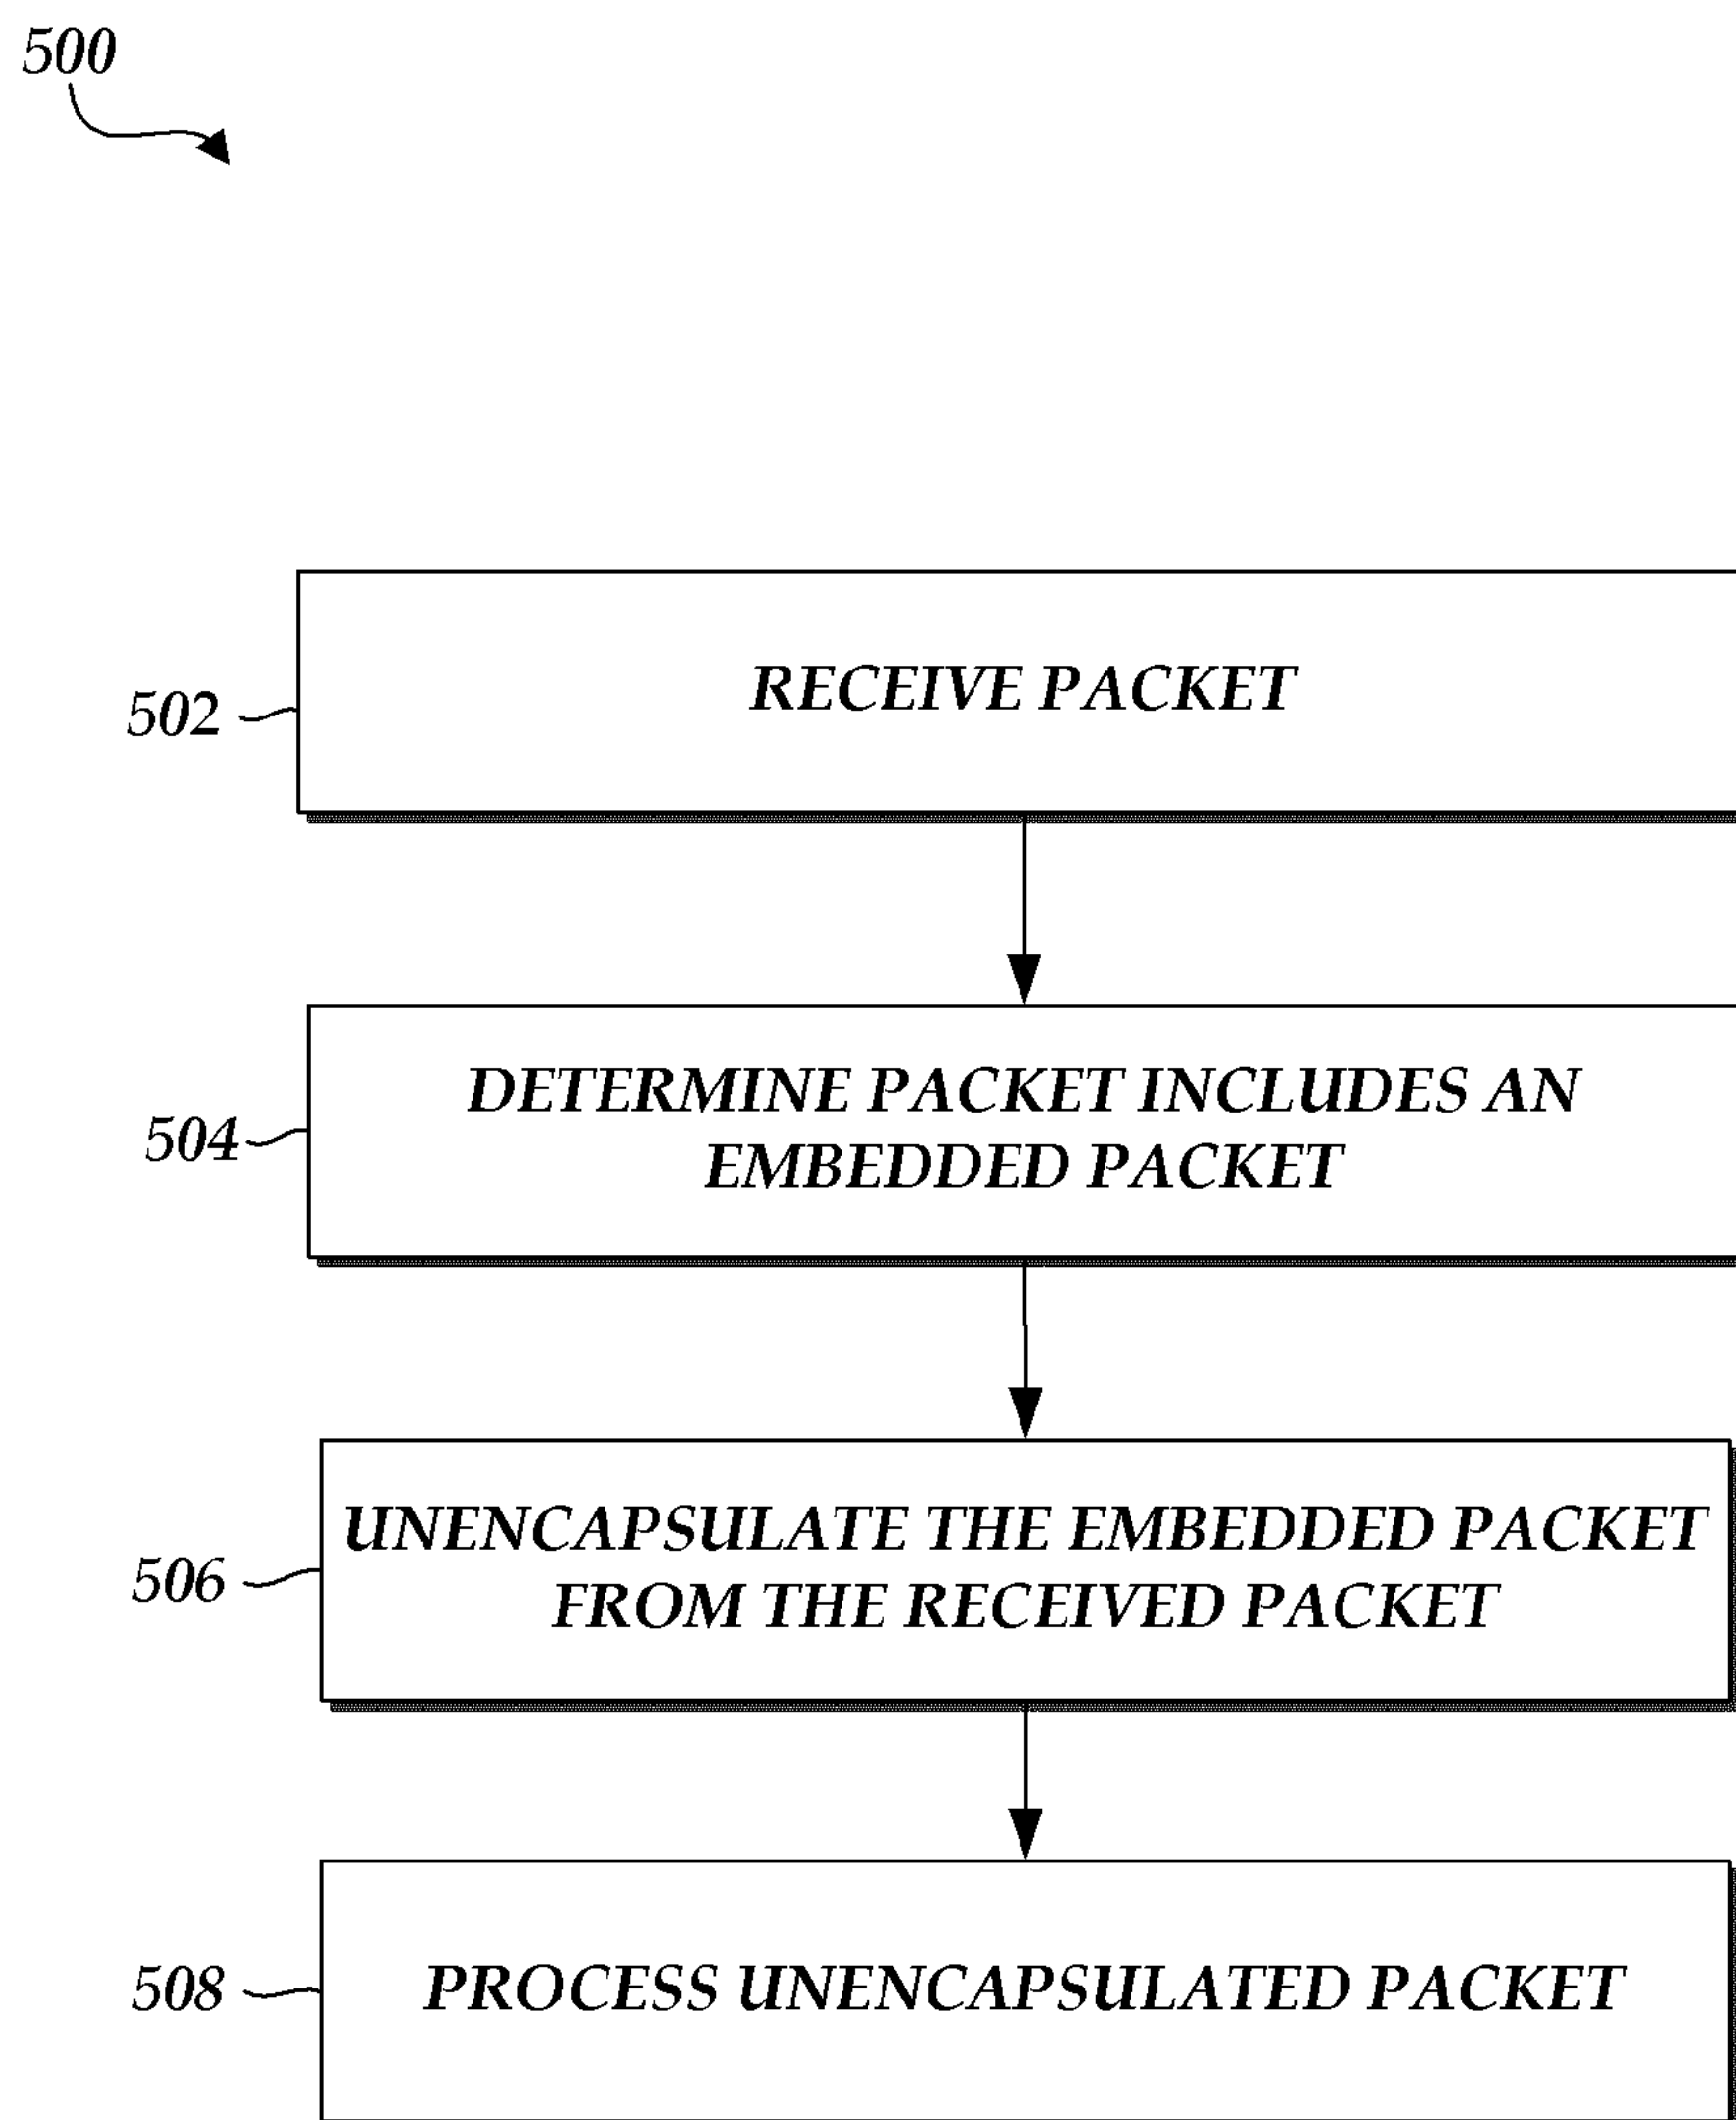 500
502
RECEIVE PACKET
504
DETERMINE PACKET INCLUDES AN
EMBEDDED PACKET
506
UNENCAPSULATE THE EMBEDDED PACKET
FROM THE RECEIVED PACKET
508
PROCESS UNENCAPSULATED PACKET